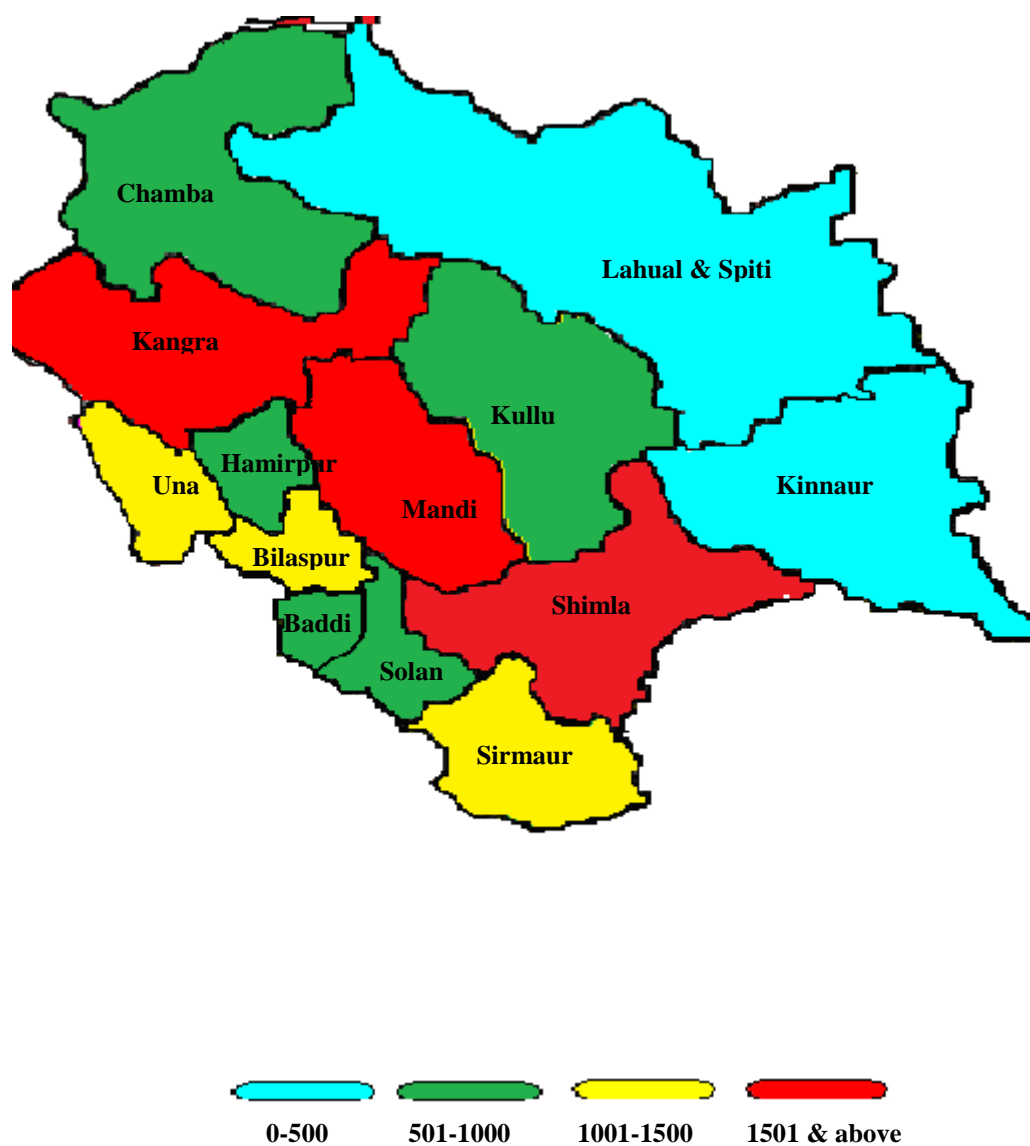 Chamba
Lahual & Spiti
Kangra
Kullu
Hamirpur
Una
Kinnaur
Mandi
Bilaspur
Shimla
Baddi
Solan
Sirmaur
0-500 501-1000 1001-1500 1501 & above